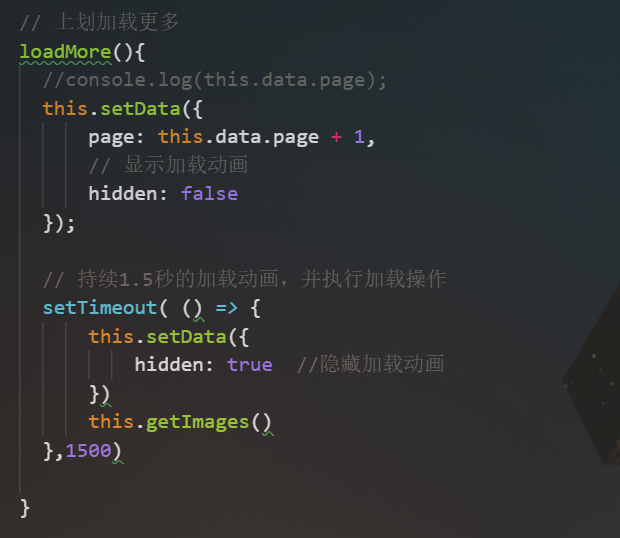 // 上划加载更多
loadMore(){
//console.log(this.data.page);
this.setData({
page: this.data.page + 1,
// 显示加载动画
hidden: false
});
// 持续1.5秒的加载动画，并执行加载操作
setTimeout( () => {
this.setData({
hidden: true  //隐藏加载动画
})
this.getImages()
},1500)
}